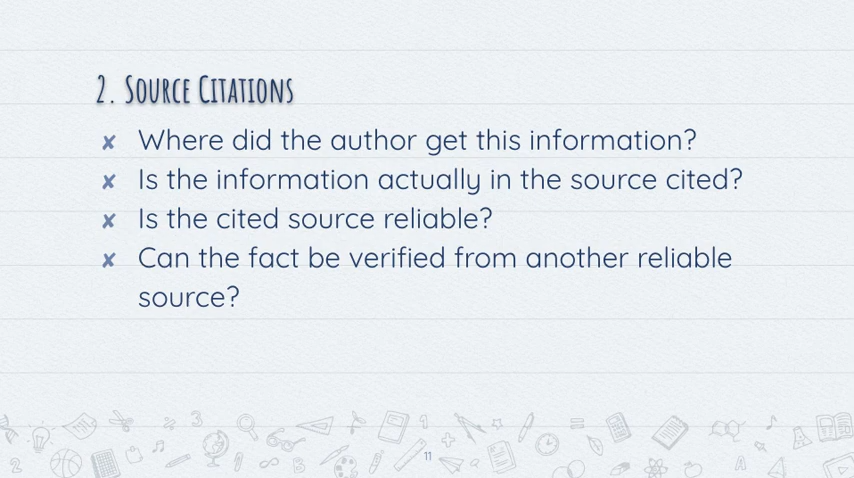 2. Source Citations
✘ Where did the author get this information?
✘ Is the information actually in the source cited?
✘ Is the cited source reliable?
✘ Can the fact be verified from another reliable
source?
11